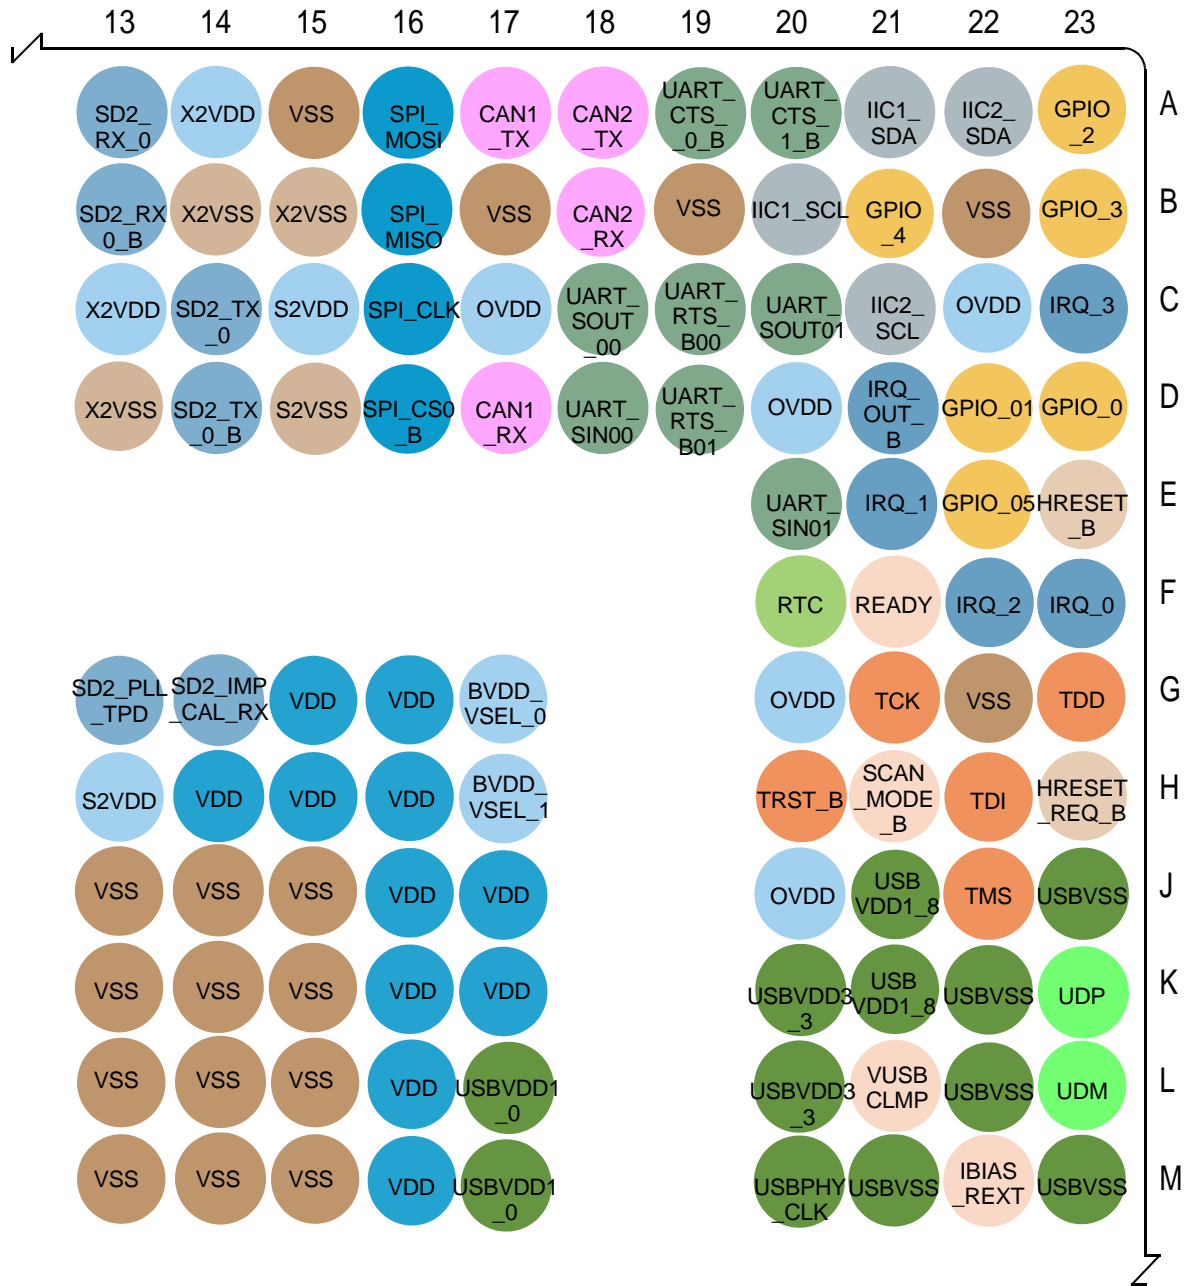 13 14 15 16 17 18 19 20 21 22 23
SD2_ X2VDD VSS SPI_ CAN1 CAN2 UART_ UART_ IIC1_ IIC2_ GPIO A
RX_0 MOSI _TX _TX CTS_ CTS_ SDA SDA _2
_0_B 1_B
SD2_RX X2VSS X2VSS SPI_ VSS CAN2 VSS IIC1_SCL GPIO VSS GPIO_3 B
0_B MISO _RX _4
X2VDD SD2_TX S2VDD SPI_CLK OVDD UART_ UART_ UART_ IIC2_ OVDD IRQ_3 C
_0 SOUT RTS_ SOUT01 SCL
_00 B00
X2VSS SD2_TX S2VSS SPI_CS0 CAN1 UART_ UART_ OVDD IRQ_ GPIO_01 GPIO_0 D
_0_B _B _RX SIN00 RTS_ OUT_
B01 B
UART_ IRQ_1 GPIO_05 HRESET E
SIN01 _B
RTC READY IRQ_2 IRQ_0 F
SD2_PLL SD2_IMP VDD VDD BVDD_ OVDD TCK VSS TDD G
_TPD _CAL_RX VSEL_0
S2VDD VDD VDD VDD BVDD_ TRST_B SCAN TDI HRESET H
VSEL_1 _MODE _REQ_B
_B
VSS VSS VSS VDD VDD OVDD USB TMS USBVSS J
VDD1_8
VSS VSS VSS VDD VDD USBVDD3 USB USBVSS UDP K
_3 VDD1_8
VSS VSS VSS VDD USBVDD1 USBVDD3 VUSB USBVSS UDM L
_0 _3 CLMP
VSS VSS VSS VDD USBVDD1 USBPHY USBVSS IBIAS USBVSS M
_0 _CLK _REXT